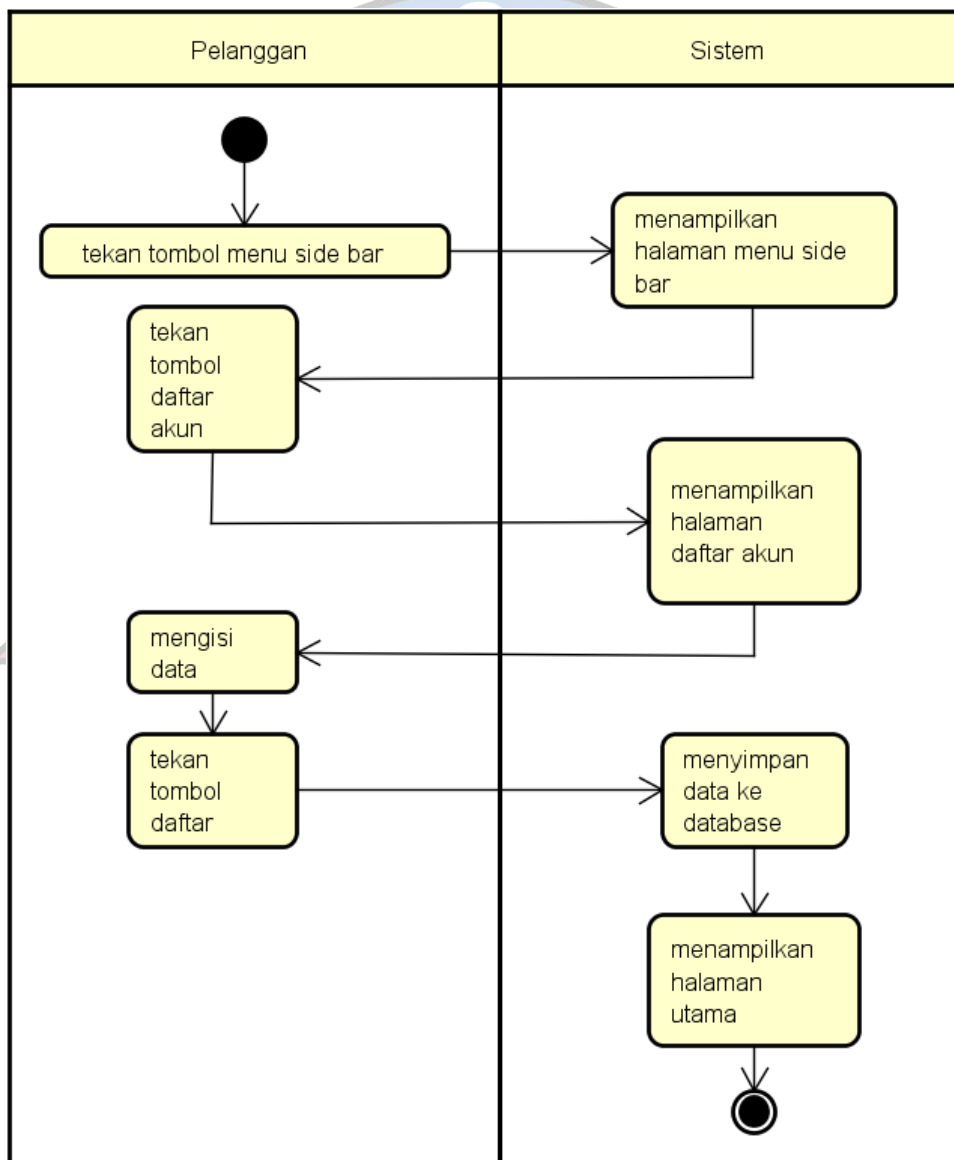 Pelanggan
Sistem
tekan tombol menu side bar
menampilkan
halaman menu side
bar
tekan
tombol
daftar
akun
menampilkan
halaman
daftar akun
mengisi
data
tekan
tombol
daftar
menyimpan
data ke
database
menampilkan
halaman
utama